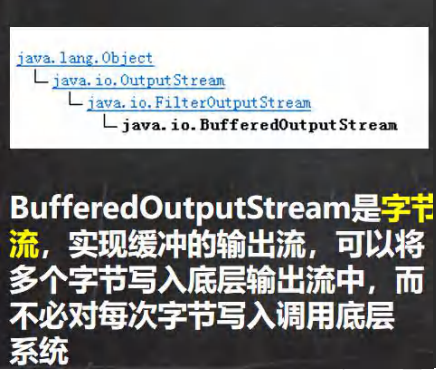 java.lang.Object
java.io.OutputStream
java.io.FilterOutputStream
java.io.BufferedOutputStream
BufferedOutputStream是字节
流，实现缓冲的输出流，可以将
多个字节写入底层输出流中，而
不必对每次字节写入调用底层
系统